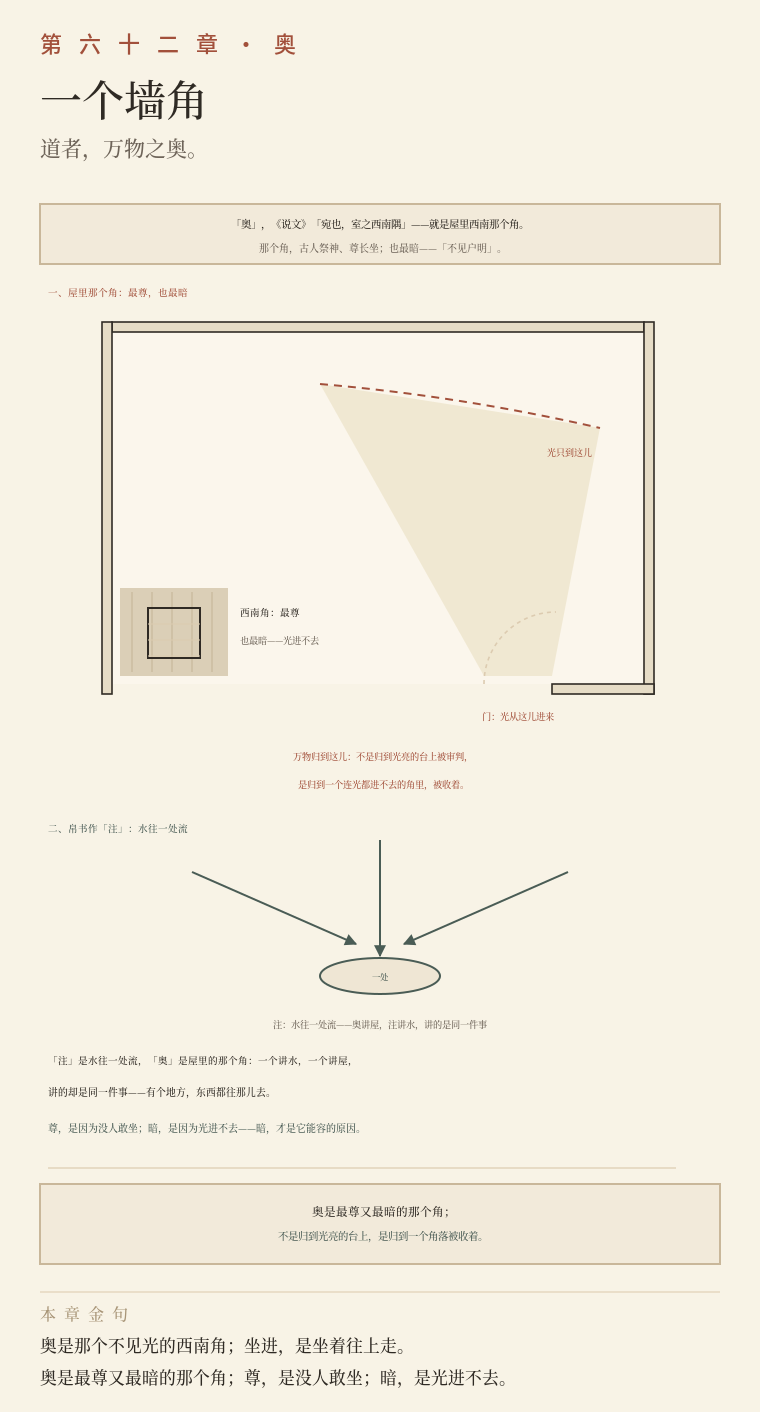 第六十二章·奥
一个墙角
道者，万物之奥。
「奥」，《说文》「宛也，室之西南隅」——就是屋里西南那个角。
那个角，古人祭神、尊长坐；也最暗——「不见户明」。
一、屋里那个角：最尊，也最暗
光只到这儿
西南角：最尊
也最暗——光进不去
门：光从这儿进来
万物归到这儿：不是归到光亮的台上被审判，
是归到一个连光都进不去的角里，被收着。
二、帛书作「注」：水往一处流
一处
注：水往一处流——奥讲屋，注讲水，讲的是同一件事
「注」是水往一处流，「奥」是屋里的那个角：一个讲水，一个讲屋，
讲的却是同一件事——有个地方，东西都往那儿去。
尊，是因为没人敢坐；暗，是因为光进不去——暗，才是它能容的原因。
奥是最尊又最暗的那个角；
不是归到光亮的台上，是归到一个角落被收着。
本章金句
奥是那个不见光的西南角；坐进，是坐着往上走。
奥是最尊又最暗的那个角；尊，是没人敢坐；暗，是光进不去。